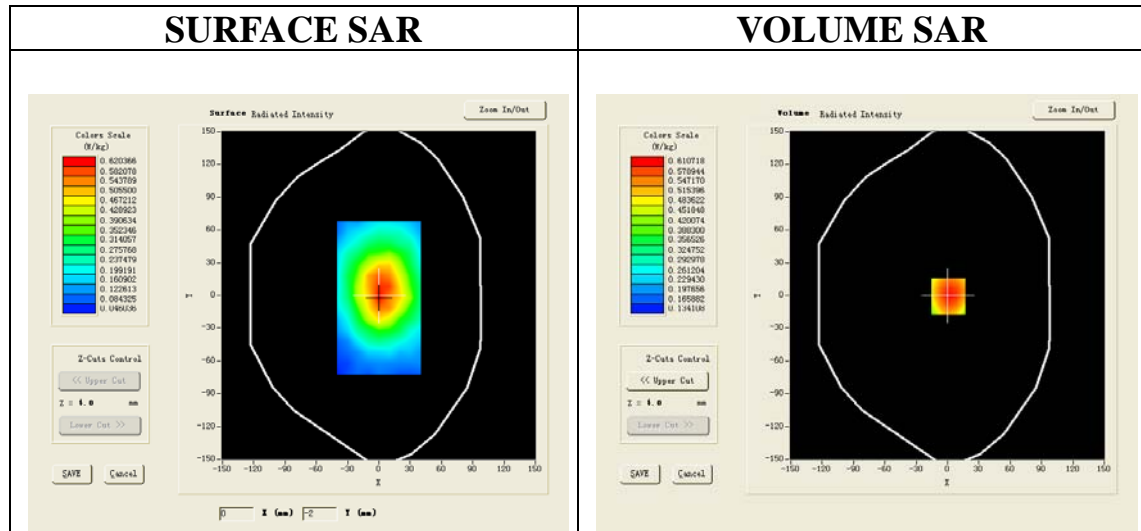 SURFACE SAR
VOLUME SAR
Surface Radiated Intensity
Zoom In/Out
Colors Scale
(W/kg)
0.620366
0.582078
0.543789
0.505500
0.467212
0.428923
0.390634
0.352346
0.314057
0.275768
0.237479
0.199191
0.160902
0.122613
0.084325
0.046036
150
120
90
60
30
0
-30
-60
-90
-120
-150
Y
-150 -120 -90 -60 -30 0 30 60 90 120 150
X
Z-Cuts Control
<< Upper Cut
Z = 4.0 mm
Lower Cut >>
SAVE Cancel
0 X (mm) -2 Y (mm)
Volume Radiated Intensity
Zoom In/Out
Colors Scale
(W/kg)
0.610718
0.578944
0.547170
0.515396
0.483622
0.451848
0.420074
0.388300
0.356526
0.324752
0.292978
0.261204
0.229430
0.197656
0.165882
0.134108
150
120
90
60
30
0
-30
-60
-90
-120
-150
Y
-150 -120 -90 -60 -30 0 30 60 90 120 150
X
Z-Cuts Control
<< Upper Cut
Z = 4.0 mm
Lower Cut >>
SAVE Cancel